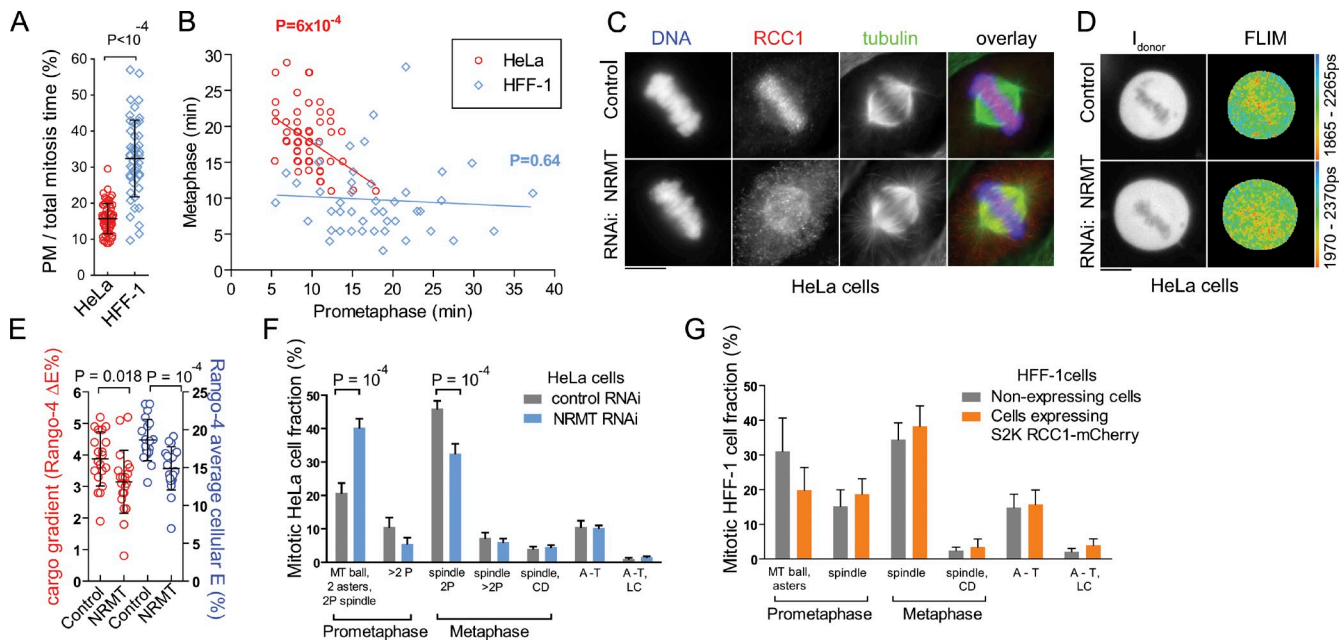 A
P<10⁻⁴
PM / total mitosis time (%)
60
50
40
30
20
10
0
HeLa
HFF-1
B
P=6x10⁻⁴
HeLa
HFF-1
P=0.64
Metaphase (min)
35
30
25
20
15
10
5
0
0 5 10 15 20 25 30 35 40
Prometaphase (min)
C
DNA RCC1 tubulin overlay
Control
RNAi: NRMT
HeLa cells
D
I donor FLIM
Control
RNAi: NRMT
1865 - 2265ps
1970 - 2370ps
HeLa cells
E
P = 0.018 P = 10⁻⁴
cargo gradient (Rango-4 ΔE%)
6
5
4
3
2
1
0
Rango-4 average cellular E (%)
25
20
15
10
5
0
Control
NRMT
Control
NRMT
F
P = 10⁻⁴ P = 10⁻⁴
HeLa cells
control RNAi
NRMT RNAi
Mitotic HeLa cell fraction (%)
50
40
30
20
10
0
MT ball,
2 asters,
2P spindle
>2 P
spindle
2P
spindle
>2P
spindle,
CD
A - T
A - T,
LC
Prometaphase Metaphase
G
HFF-1cells
Non-expressing cells
Cells expressing
S2K RCC1-mCherry
Mitotic HFF-1 cell fraction (%)
50
40
30
20
10
0
MT ball,
asters
spindle
spindle
spindle,
CD
A - T
A - T,
LC
Prometaphase Metaphase